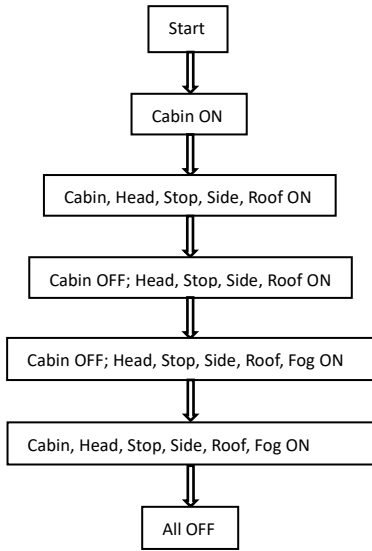 Start
Cabin ON
Cabin, Head, Stop, Side, Roof ON
Cabin OFF; Head, Stop, Side, Roof ON
Cabin OFF; Head, Stop, Side, Roof, Fog ON
Cabin, Head, Stop, Side, Roof, Fog ON
All OFF